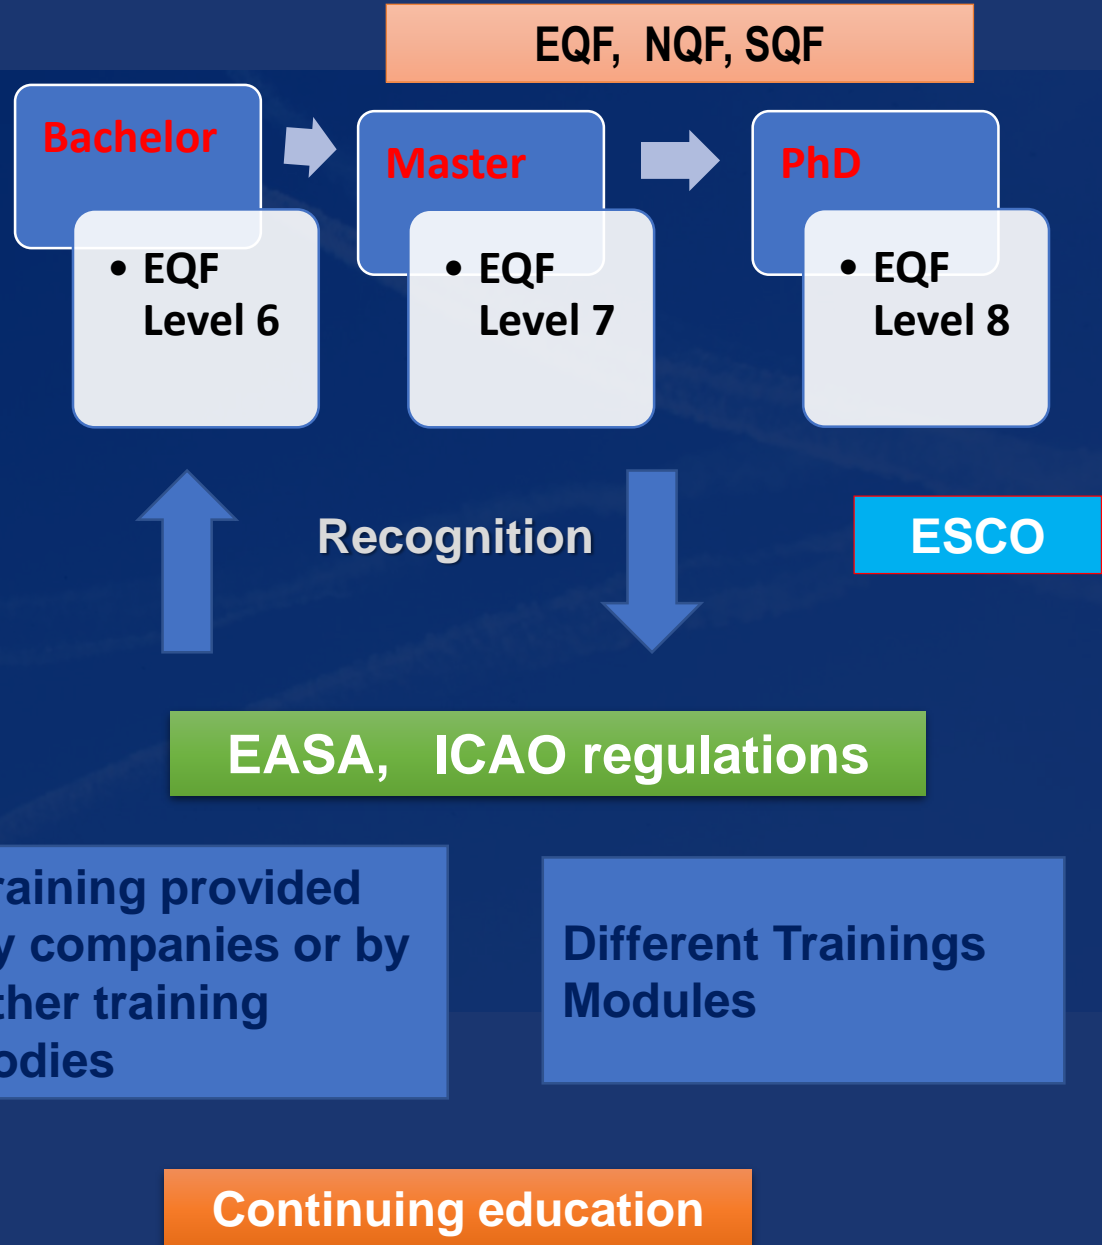 EQF, NQF, SQF
Bachelor
Master
PhD
• EQF
Level 6
• EQF
Level 7
• EQF
Level 8
Recognition
ESCO
EASA, ICAO regulations
raining provided
y companies or by
ther training
odies
Different Trainings
Modules
Continuing education